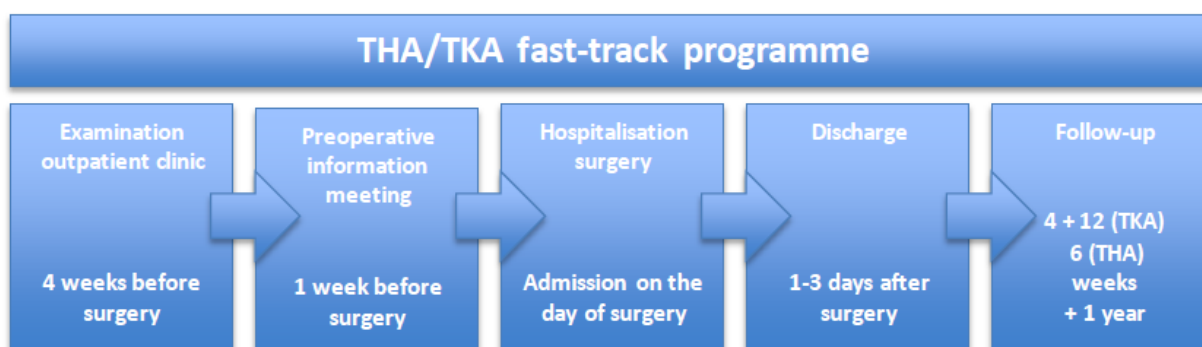 THA/TKA fast-track programme
Examination
outpatient clinic
4 weeks before
surgery
Preoperative
information
meeting
1 week before
surgery
Hospitalisation
surgery
Admission on the
day of surgery
Discharge
1-3 days after
surgery
Follow-up
4 + 12 (TKA)
6 (THA)
weeks
+ 1 year